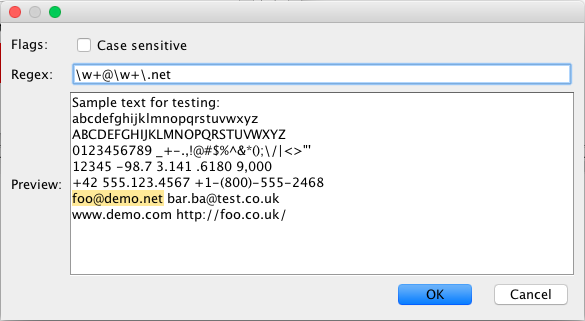 Flags: Case sensitive
Regex: \w+@\w+\.net
Preview:
Sample text for testing:
abcdefghijklmnopqrstuvwxyz
ABCDEFGHIJKLMNOPQRSTUVWXYZ
0123456789 _+-.,!@#$%^&*();\/|<>"'
12345 -98.7 3.141 .6180 9,000
+42 555.123.4567 +1-(800)-555-2468
foo@demo.net bar.ba@test.co.uk
www.demo.com http://foo.co.uk/
OK Cancel